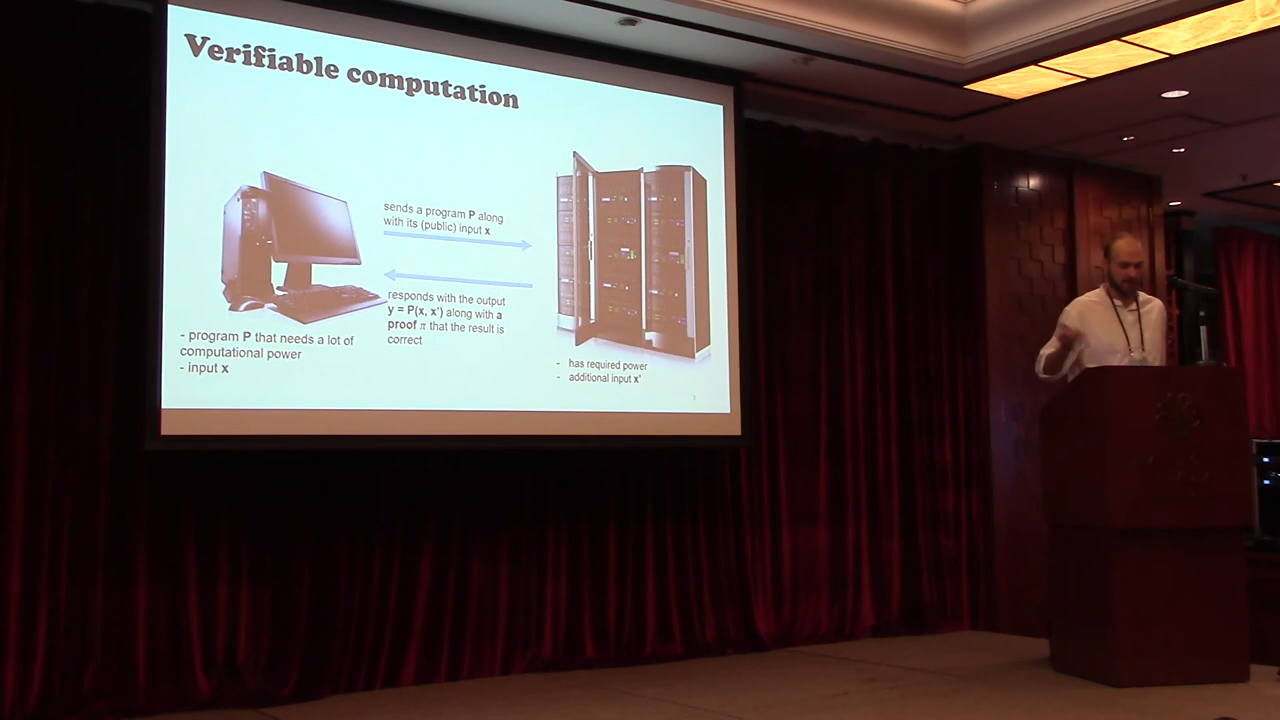 Verifiable computation
sends a program P along
with its (public) input x
responds with the output
y = P(x, x') along with a
proof π that the result is
correct
- program P that needs a lot of
computational power
- input x
- has required power
- additional input x'